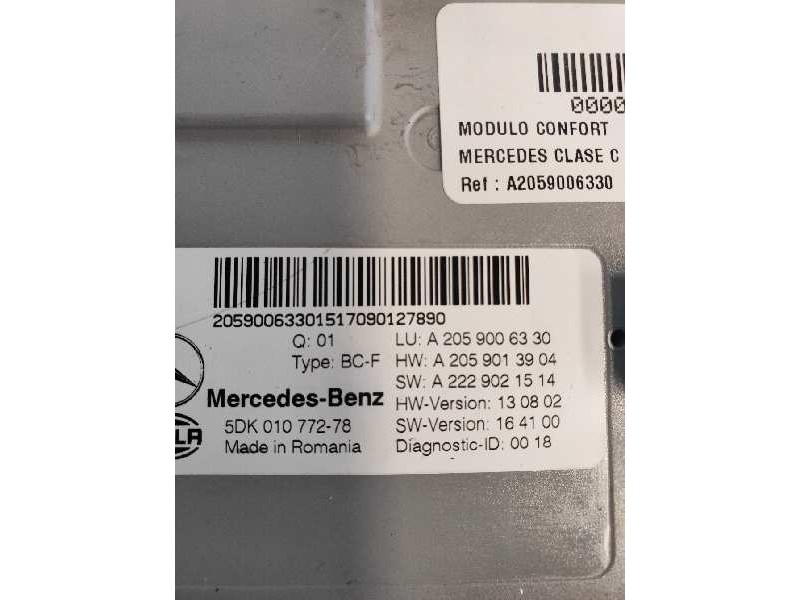 0000
MODULO CONFORT
MERCEDES CLASE C
Ref : A2059006330
20590063301517090127890
Q: 01
LU: A 205 900 63 30
Type: BC-F
HW: A 205 901 39 04
SW: A 222 902 15 14
Mercedes-Benz
HW-Version: 13 08 02
5DK 010 772-78
SW-Version: 16 41 00
Made in Romania
Diagnostic-ID: 00 18